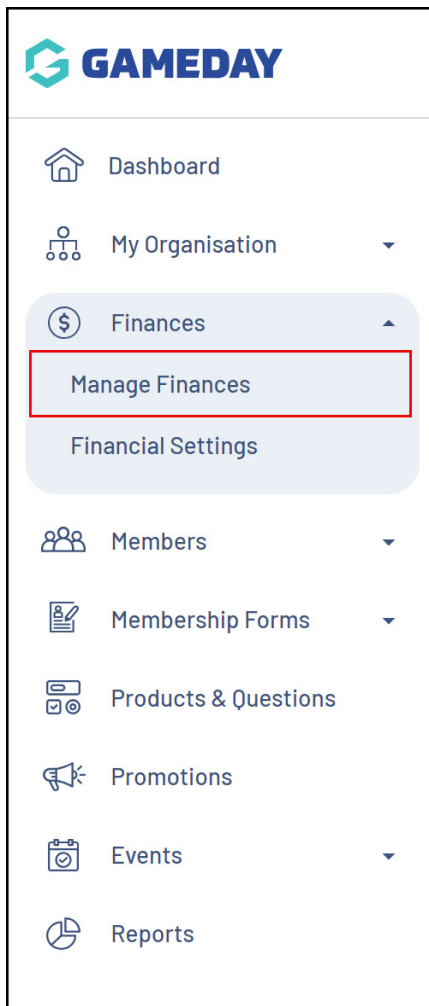 GAMEDAY
Dashboard
My Organisation
Finances
Manage Finances
Financial Settings
Members
Membership Forms
Products & Questions
Promotions
Events
Reports